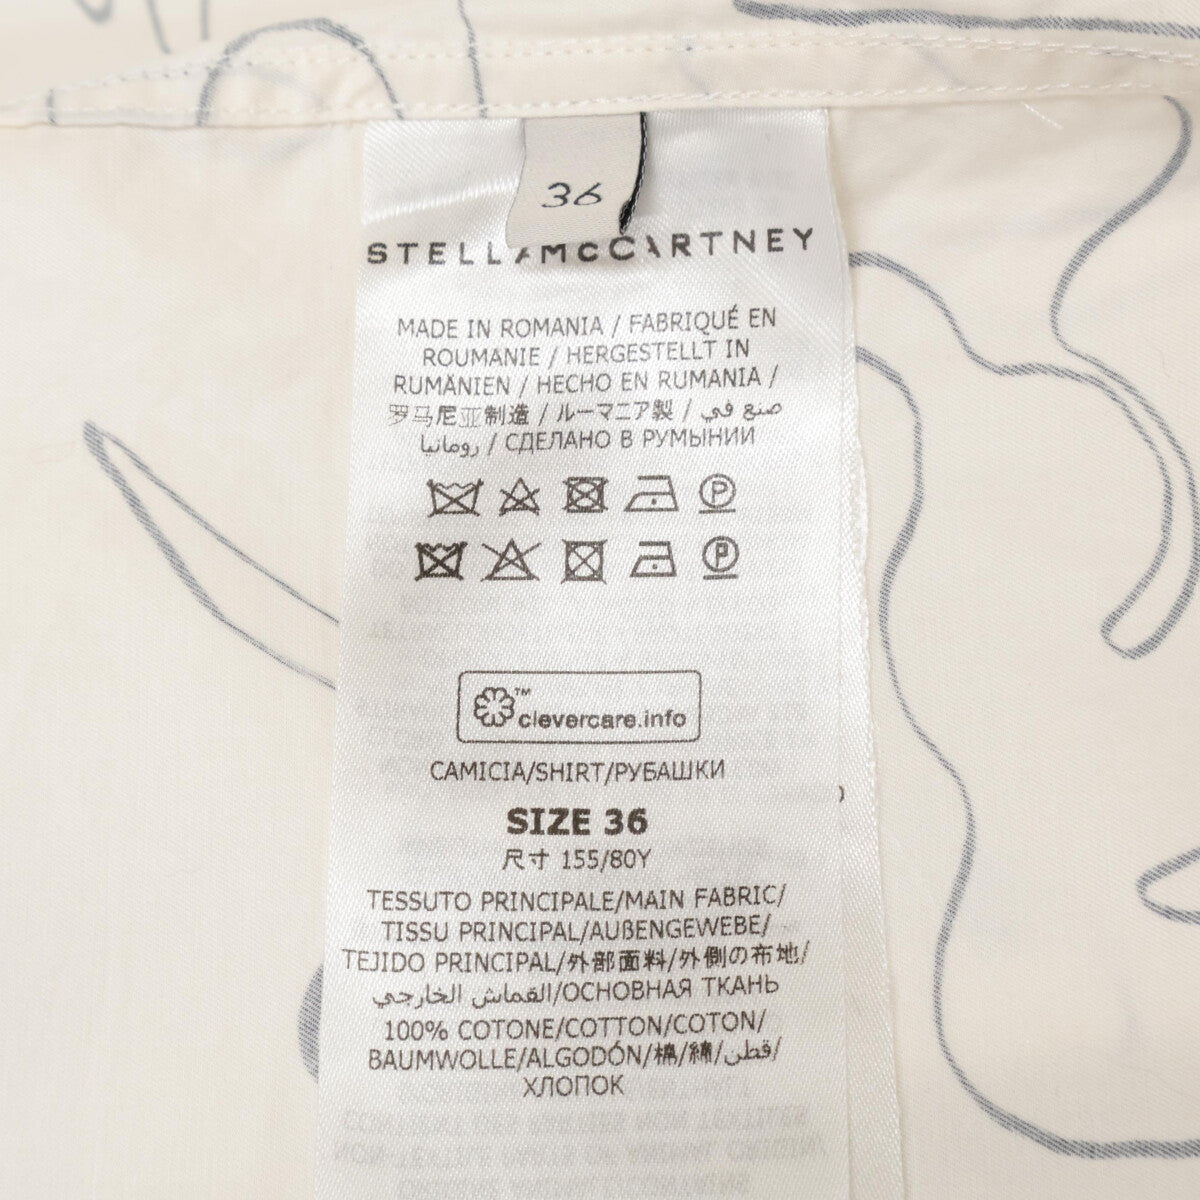 36
STELLA McCARTNEY
MADE IN ROMANIA / FABRIQUÉ EN
ROUMANIE / HERGESTELLT IN
RUMÄNIEN / HECHO EN RUMANIA /
罗马尼亚制造 / ルーマニア製 / صنع في
رومانيا / СДЕЛАНО В РУМЫНИИ
P
P
™
clevercare.info
CAMICIA/SHIRT/РУБАШКИ
SIZE 36
尺寸 155/80Y
TESSUTO PRINCIPALE/MAIN FABRIC/
TISSU PRINCIPAL/AUßENGEWEBE/
TEJIDO PRINCIPAL/外部面料/外側の布地/
القماش الخارجي/ОСНОВНАЯ ТКАНЬ
100% COTONE/COTTON/COTON/
BAUMWOLLE/ALGODÓN/棉/綿/قطن/
ХЛОПОК